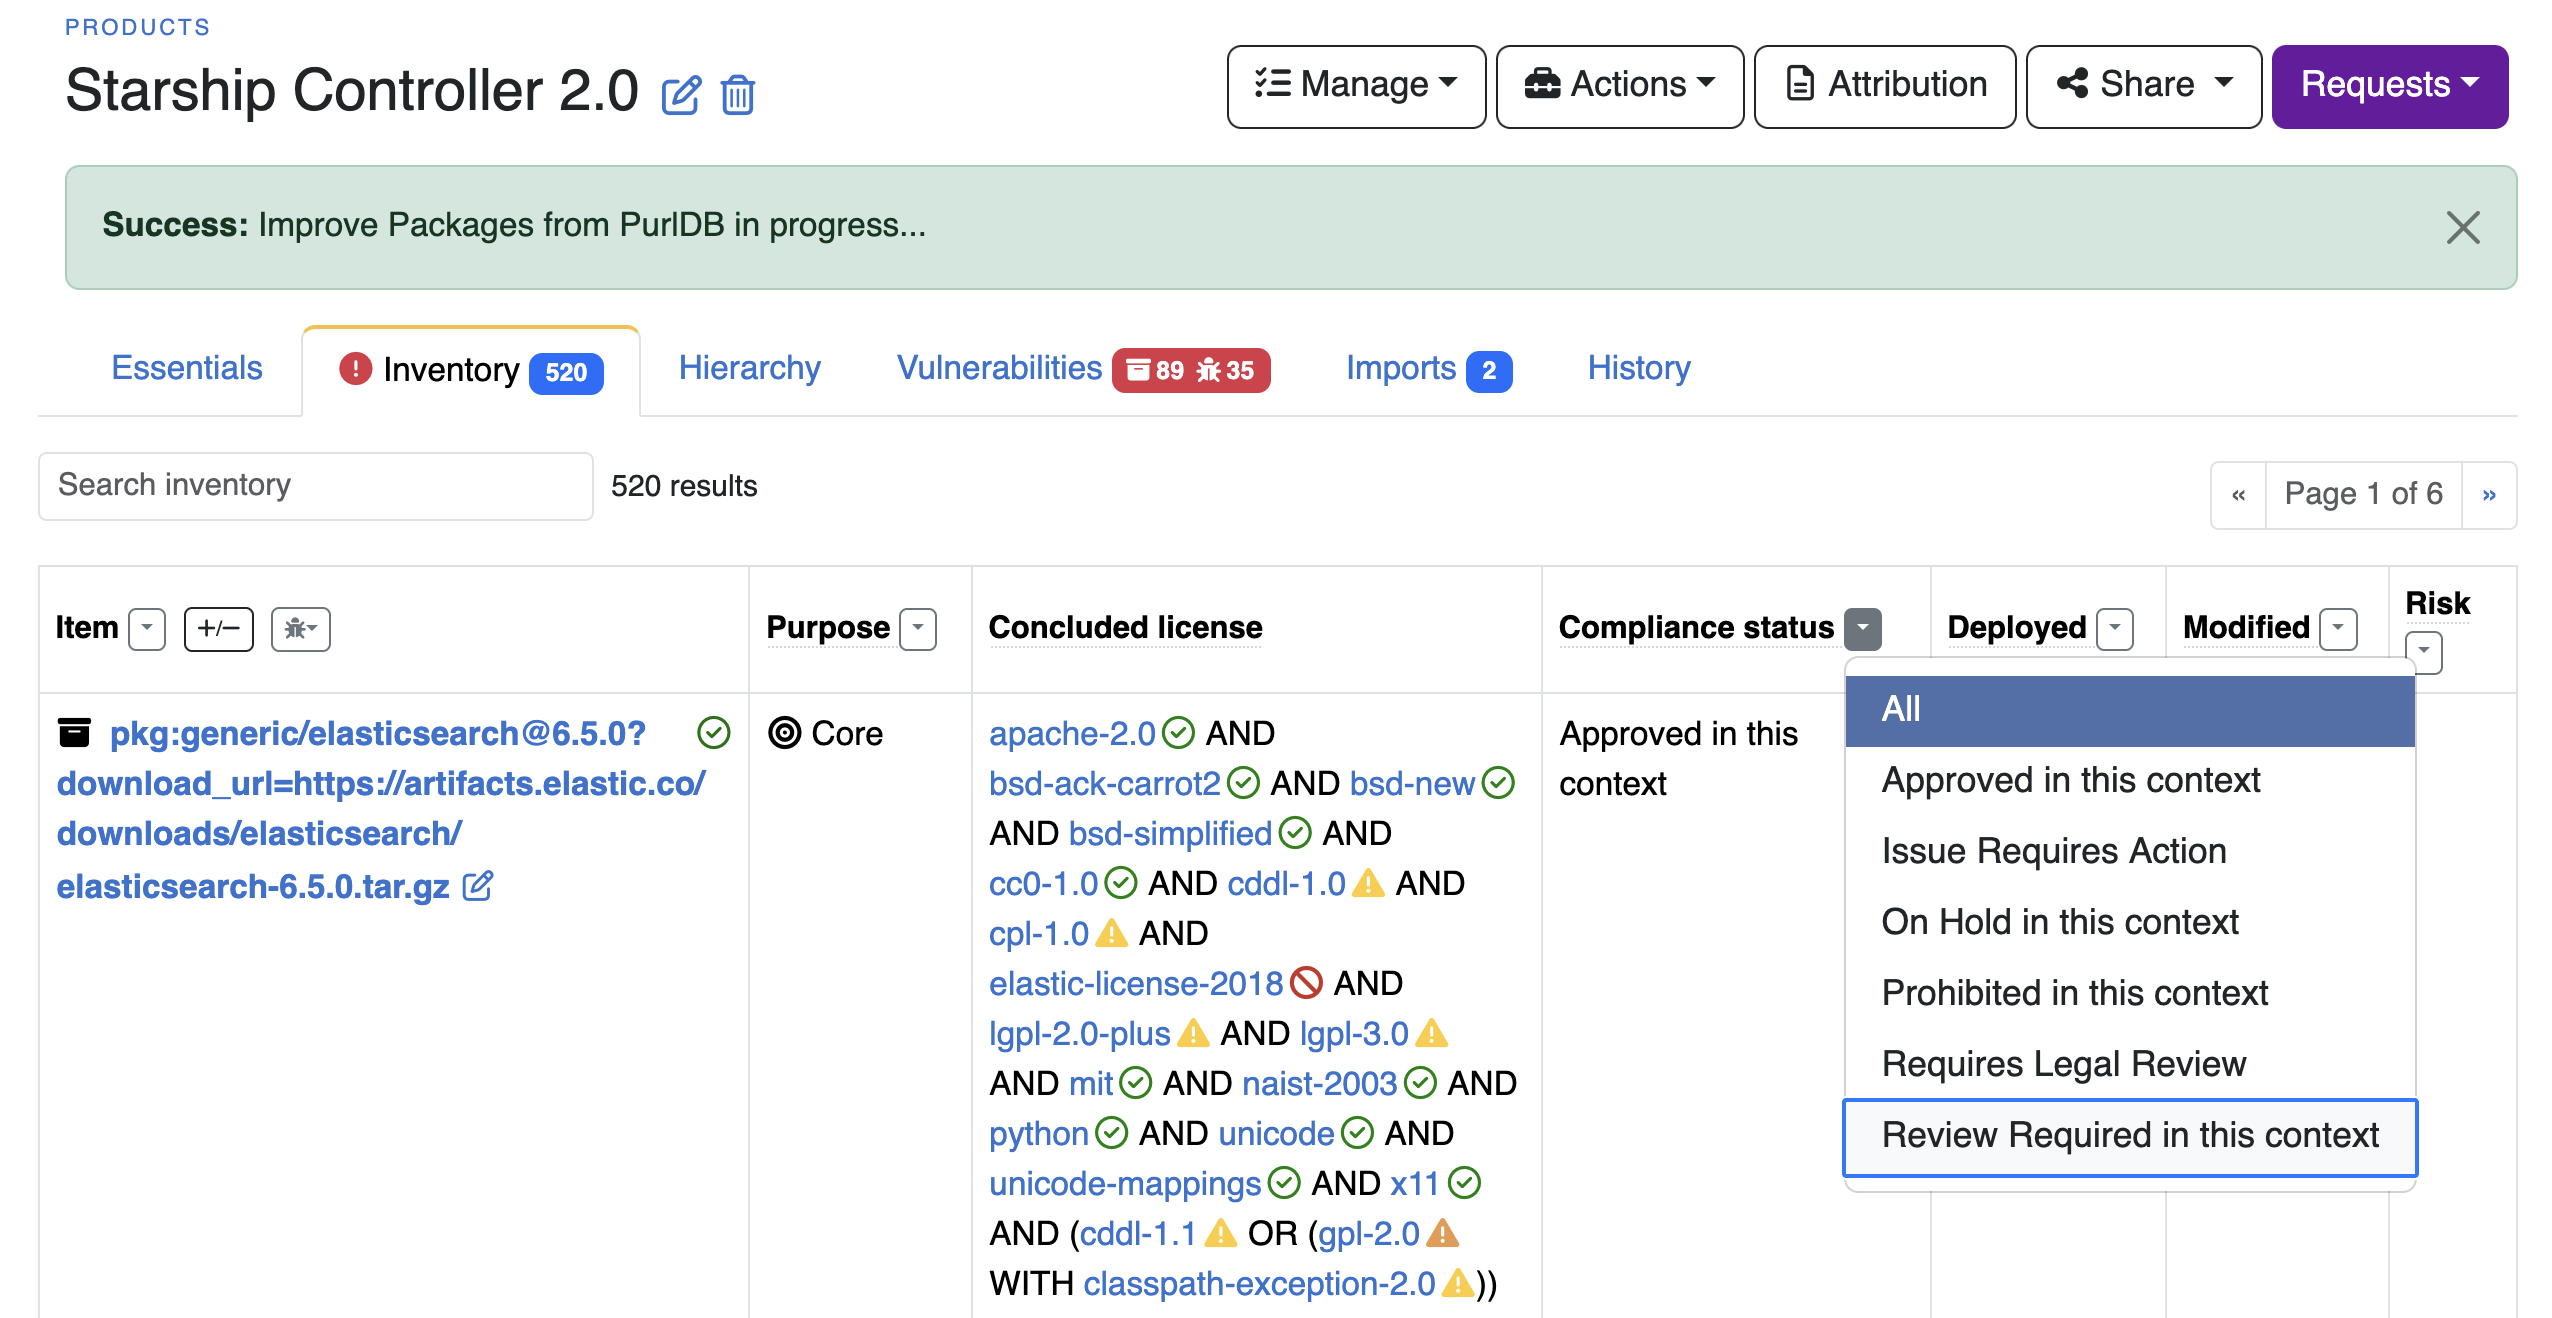 PRODUCTS
Starship Controller 2.0
Manage
Actions
Attribution
Share
Requests
Success: Improve Packages from PurlDB in progress...
Essentials
Inventory 520
Hierarchy
Vulnerabilities 89 35
Imports 2
History
Search inventory
520 results
« Page 1 of 6 »
Item +/−
Purpose
Concluded license
Compliance status
Deployed
Modified
Risk
pkg:generic/elasticsearch@6.5.0?
download_url=https://artifacts.elastic.co/
downloads/elasticsearch/
elasticsearch-6.5.0.tar.gz
Core
apache-2.0 AND
bsd-ack-carrot2 AND bsd-new
AND bsd-simplified AND
cc0-1.0 AND cddl-1.0 AND
cpl-1.0 AND
elastic-license-2018 AND
lgpl-2.0-plus AND lgpl-3.0
AND mit AND naist-2003 AND
python AND unicode AND
unicode-mappings AND x11
AND (cddl-1.1 OR (gpl-2.0
WITH classpath-exception-2.0))
Approved in this
context
All
Approved in this context
Issue Requires Action
On Hold in this context
Prohibited in this context
Requires Legal Review
Review Required in this context